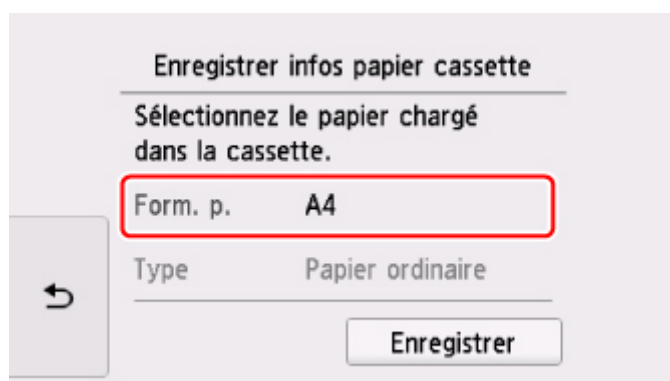 Enregistrer infos papier cassette
Sélectionnez le papier chargé
dans la cassette.
Form. p. A4
Type Papier ordinaire
Enregistrer